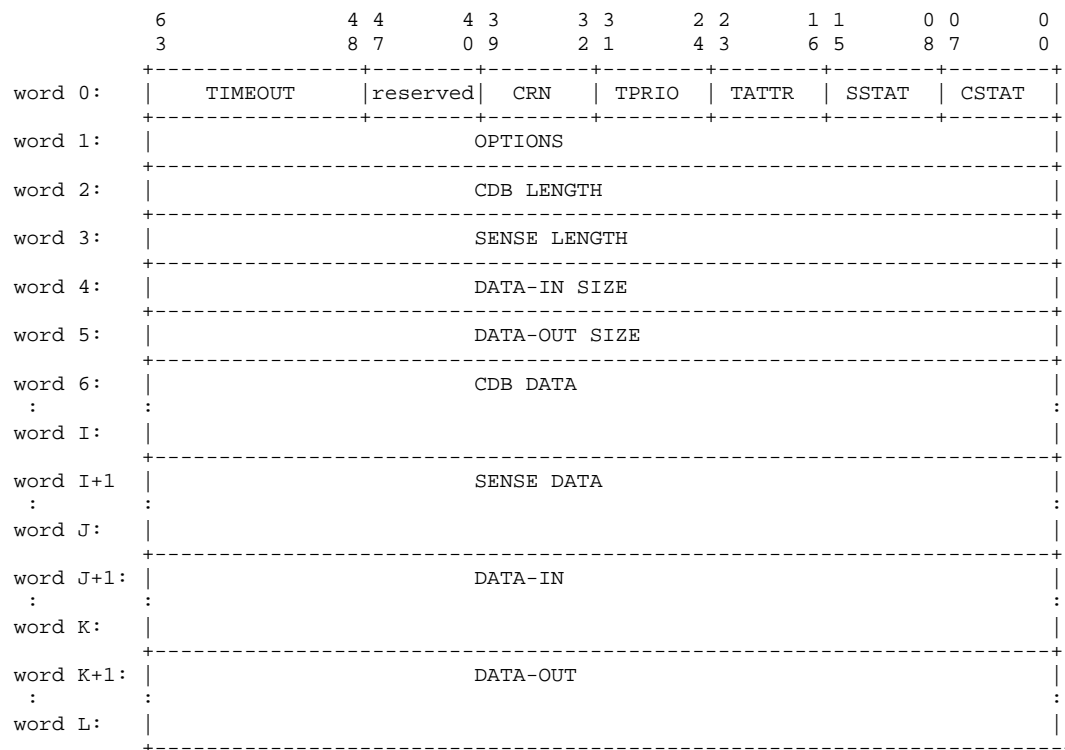 6 4 4 4 3 3 3 2 2 1 1 0 0 0
3 8 7 0 9 2 1 4 3 6 5 8 7 0
+------------------+---------+---------+---------+---------+---------+---------+
word 0: | TIMEOUT |reserved| CRN | TPRIO | TATTR | SSTAT | CSTAT |
+------------------+---------+---------+---------+---------+---------+---------+
word 1: | OPTIONS |
+------------------------------------------------------------------------------+
word 2: | CDB LENGTH |
+------------------------------------------------------------------------------+
word 3: | SENSE LENGTH |
+------------------------------------------------------------------------------+
word 4: | DATA-IN SIZE |
+------------------------------------------------------------------------------+
word 5: | DATA-OUT SIZE |
+------------------------------------------------------------------------------+
word 6: | CDB DATA |
: : :
word I: | |
+------------------------------------------------------------------------------+
word I+1 | SENSE DATA |
: : :
word J: | |
+------------------------------------------------------------------------------+
word J+1: | DATA-IN |
: : :
word K: | |
+------------------------------------------------------------------------------+
word K+1: | DATA-OUT |
: : :
word L: | |
+------------------------------------------------------------------------------+